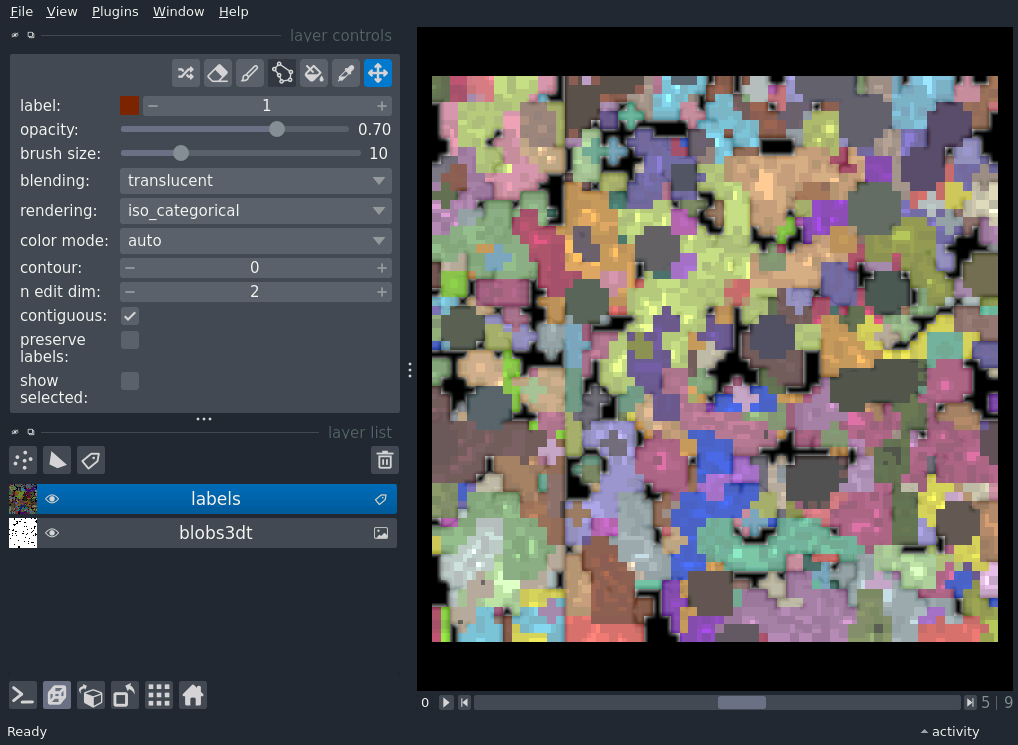 File View Plugins Window Help
layer controls
label: 1
opacity: 0.70
brush size: 10
blending: translucent
rendering: iso_categorical
color mode: auto
contour: 0
n edit dim: 2
contiguous:
preserve
labels:
show
selected:
layer list
labels
blobs3dt
0 5 | 9
Ready activity